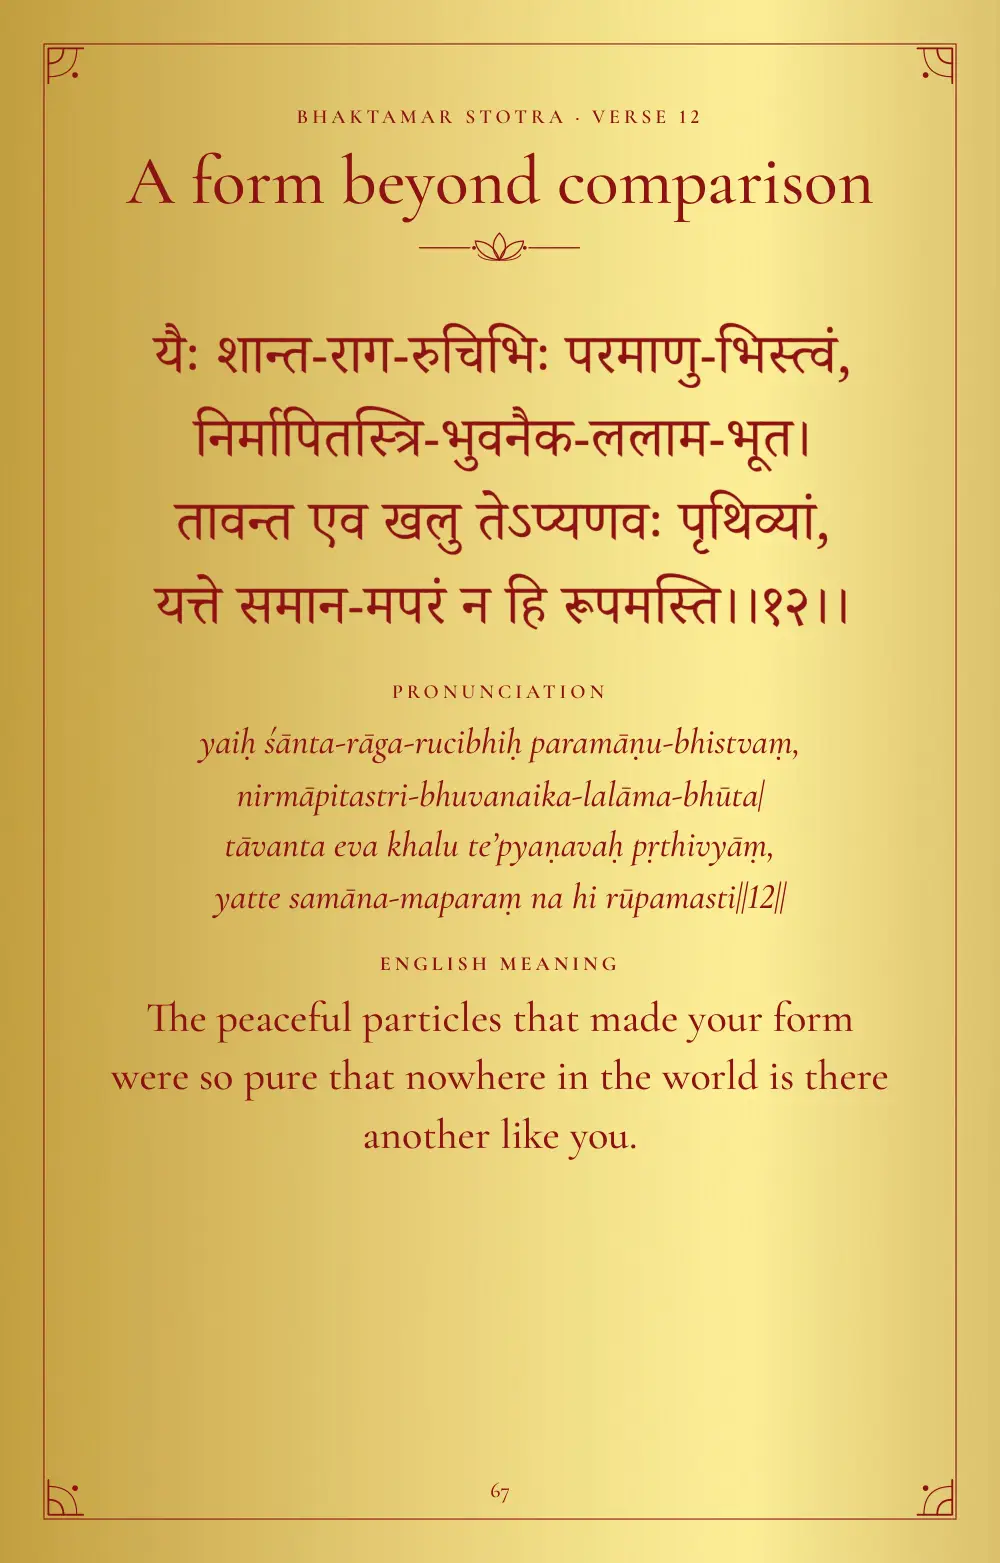 BHAKTAMAR STOTRA · VERSE 12
A form beyond comparison
यैः शान्त-राग-रुचिभिः परमाणु-भिस्त्वं,
निर्मापितस्त्रि-भुवनैक-ललाम-भूत।
तावन्त एव खलु तेऽप्यणवः पृथिव्यां,
यत्ते समान-मपरं न हि रूपमस्ति।।१२।।
PRONUNCIATION
yaiḥ śānta-rāga-rucibhiḥ paramāṇu-bhistvaṃ,
nirmāpitastri-bhuvanaika-lalāma-bhūta|
tāvanta eva khalu te’pyaṇavaḥ pṛthivyāṃ,
yatte samāna-maparaṃ na hi rūpamasti||12||
ENGLISH MEANING
The peaceful particles that made your form
were so pure that nowhere in the world is there
another like you.
67